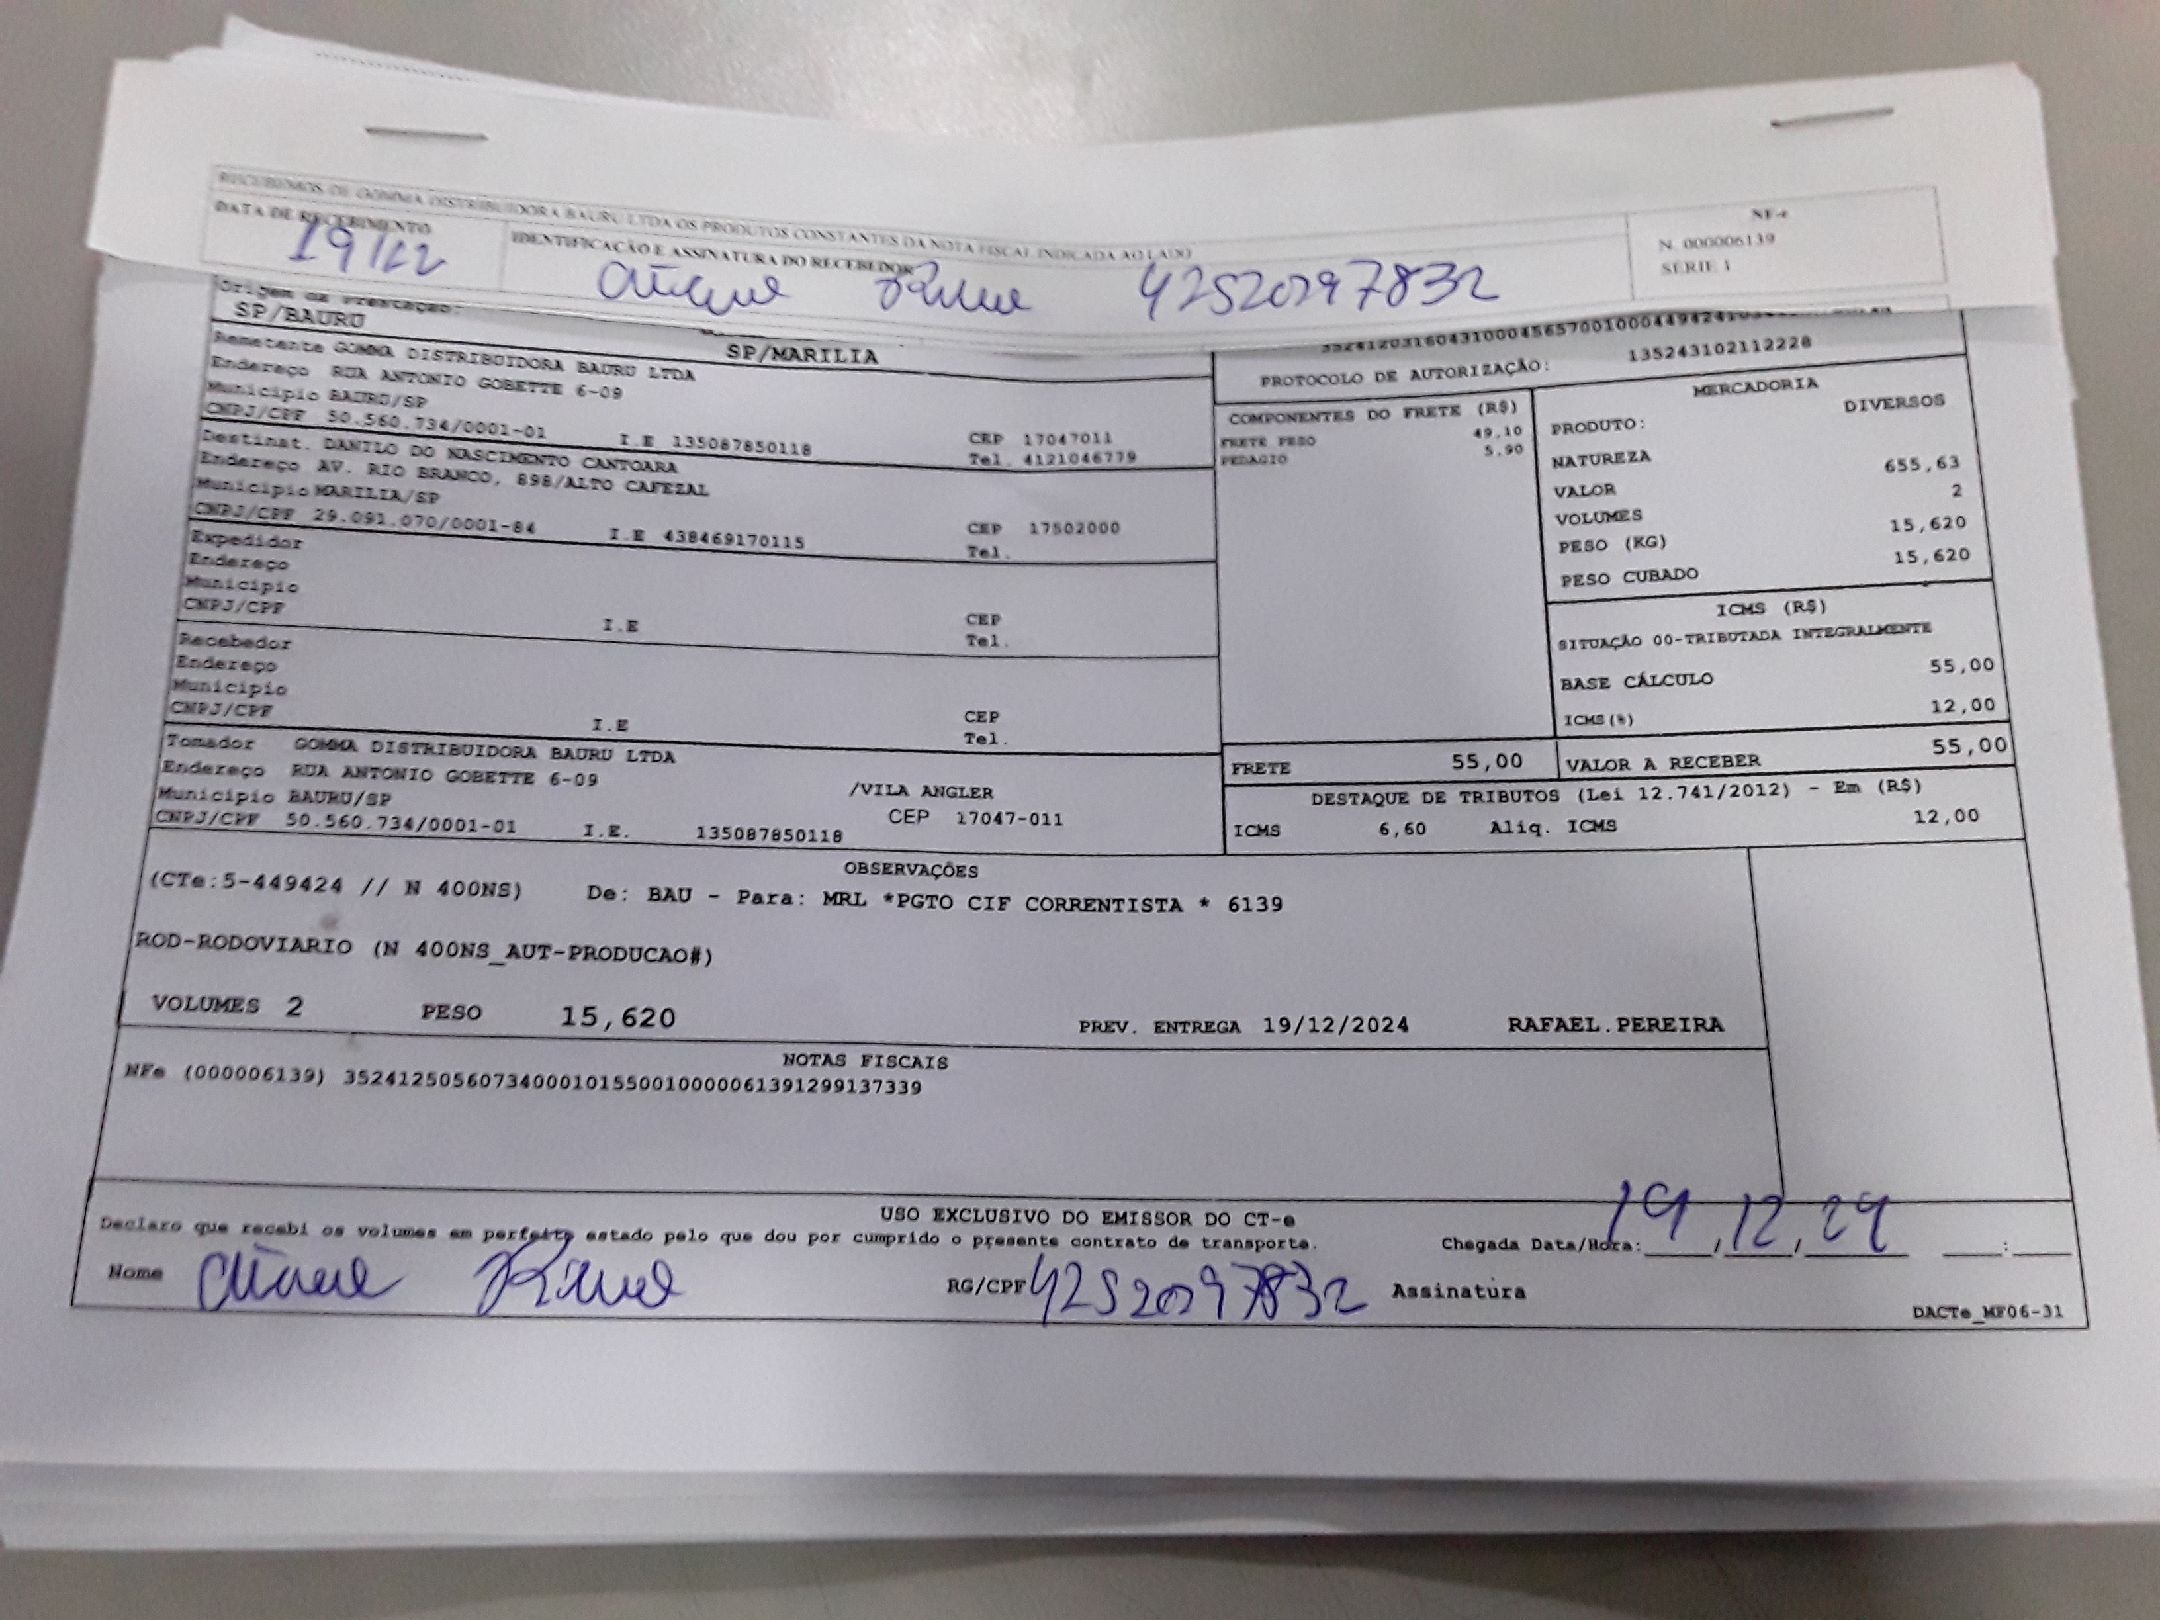 RECEBEMOS DE GOMMA DISTRIBUIDORA BAURU LTDA OS PRODUTOS CONSTANTES DA NOTA FISCAL INDICADA AO LADO
DATA DE RECEBIMENTO
19/12
IDENTIFICAÇÃO E ASSINATURA DO RECEBEDOR
42520297832
NF-e
N. 000006139
SÉRIE 1
Origem da Prestação:
SP/BAURU
SP/MARILIA
Remetente GOMMA DISTRIBUIDORA BAURU LTDA
Endereço RUA ANTONIO GOBETTE 6-09
Município BAURU/SP
CNPJ/CPF 50.560.734/0001-01 I.E 135087850118
CEP 17047011
Tel. 4121046779
Destinat. DANILO DO NASCIMENTO CANTOARA
Endereço AV. RIO BRANCO, 898/ALTO CAFEZAL
Município MARILIA/SP
CNPJ/CPF 29.091.070/0001-84 I.E 438469170115
CEP 17502000
Tel.
Expedidor
Endereço
Município
CNPJ/CPF I.E
CEP
Tel.
Recebedor
Endereço
Município
CNPJ/CPF I.E
CEP
Tel.
Tomador GOMMA DISTRIBUIDORA BAURU LTDA
Endereço RUA ANTONIO GOBETTE 6-09 /VILA ANGLER
Município BAURU/SP CEP 17047-011
CNPJ/CPF 50.560.734/0001-01 I.E. 135087850118
PROTOCOLO DE AUTORIZAÇÃO: 135243102112228
COMPONENTES DO FRETE (R$)
FRETE PESO 49,10
PEDAGIO 5,90
MERCADORIA
PRODUTO: DIVERSOS
NATUREZA
VALOR 655,63
VOLUMES 2
PESO (KG) 15,620
PESO CUBADO 15,620
ICMS (R$)
SITUAÇÃO 00-TRIBUTADA INTEGRALMENTE
BASE CÁLCULO 55,00
ICMS(%) 12,00
FRETE 55,00 VALOR A RECEBER 55,00
DESTAQUE DE TRIBUTOS (Lei 12.741/2012) - Em (R$)
ICMS 6,60 Aliq. ICMS 12,00
OBSERVAÇÕES
(CTe:5-449424 // N 400NS) De: BAU - Para: MRL *PGTO CIF CORRENTISTA * 6139
ROD-RODOVIARIO (N 400NS_AUT-PRODUCAO#)
VOLUMES 2 PESO 15,620 PREV. ENTREGA 19/12/2024 RAFAEL.PEREIRA
NOTAS FISCAIS
NFe (000006139) 35241250560734000101550010000061391299137339
USO EXCLUSIVO DO EMISSOR DO CT-e
Declaro que recebi os volumes em perfeito estado pelo que dou por cumprido o presente contrato de transporte.
Chegada Data/Hora: 19,12,24 :
Nome RG/CPF 42520297832 Assinatura
DACTe_MF06-31